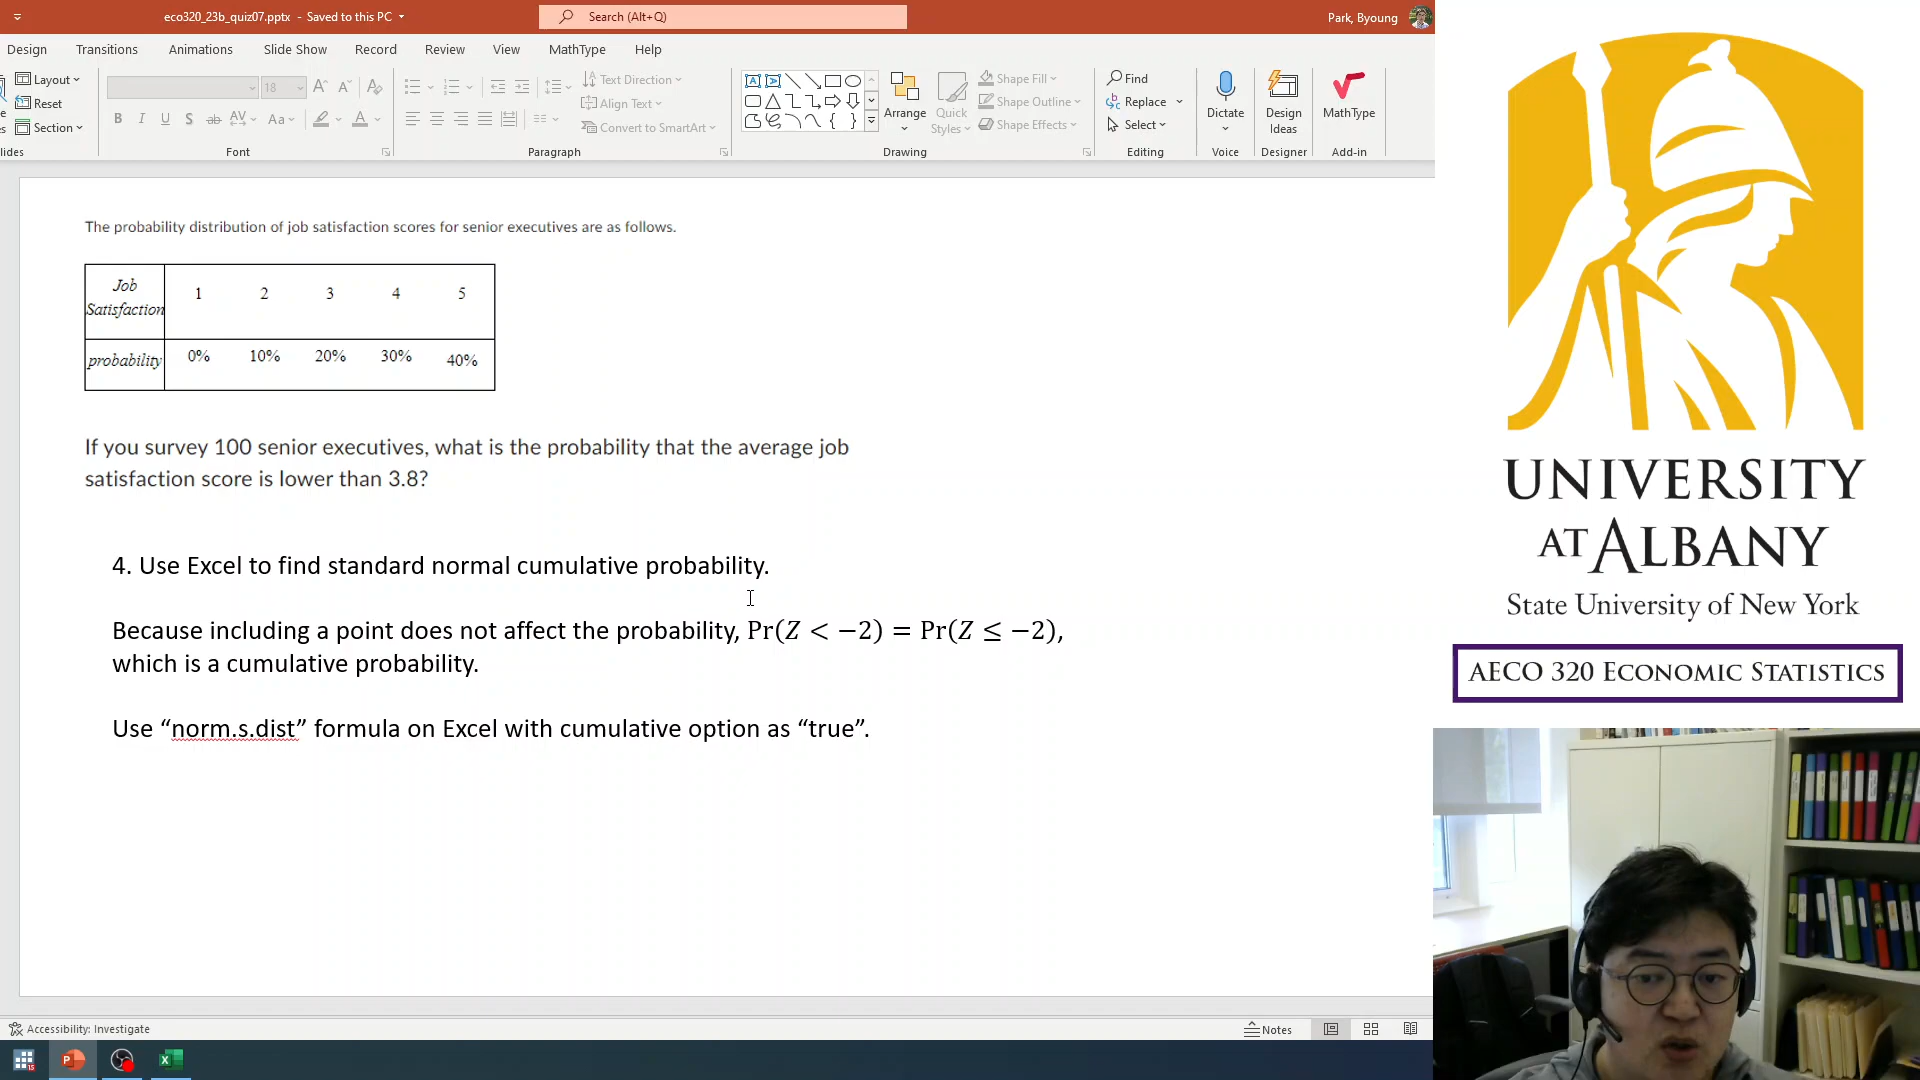 eco320_23b_quiz07.pptx - Saved to this PC
Search (Alt+Q)
Park, Byoung
Design Transitions Animations Slide Show Record Review View MathType Help
Layout
Reset
Section
lides
18
Font
Text Direction
Align Text
Convert to SmartArt
Paragraph
Arrange
Quick
Styles
Shape Fill
Shape Outline
Shape Effects
Drawing
Find
Replace
Select
Editing
Dictate
Voice
Design
Ideas
Designer
MathType
Add-in
The probability distribution of job satisfaction scores for senior executives are as follows.
Job
Satisfaction
1 2 3 4 5
probability 0% 10% 20% 30% 40%
If you survey 100 senior executives, what is the probability that the average job
satisfaction score is lower than 3.8?
4. Use Excel to find standard normal cumulative probability.
Because including a point does not affect the probability, Pr(Z < −2) = Pr(Z ≤ −2),
which is a cumulative probability.
Use “norm.s.dist” formula on Excel with cumulative option as “true”.
Accessibility: Investigate
Notes
UNIVERSITY
AT ALBANY
State University of New York
AECO 320 ECONOMIC STATISTICS